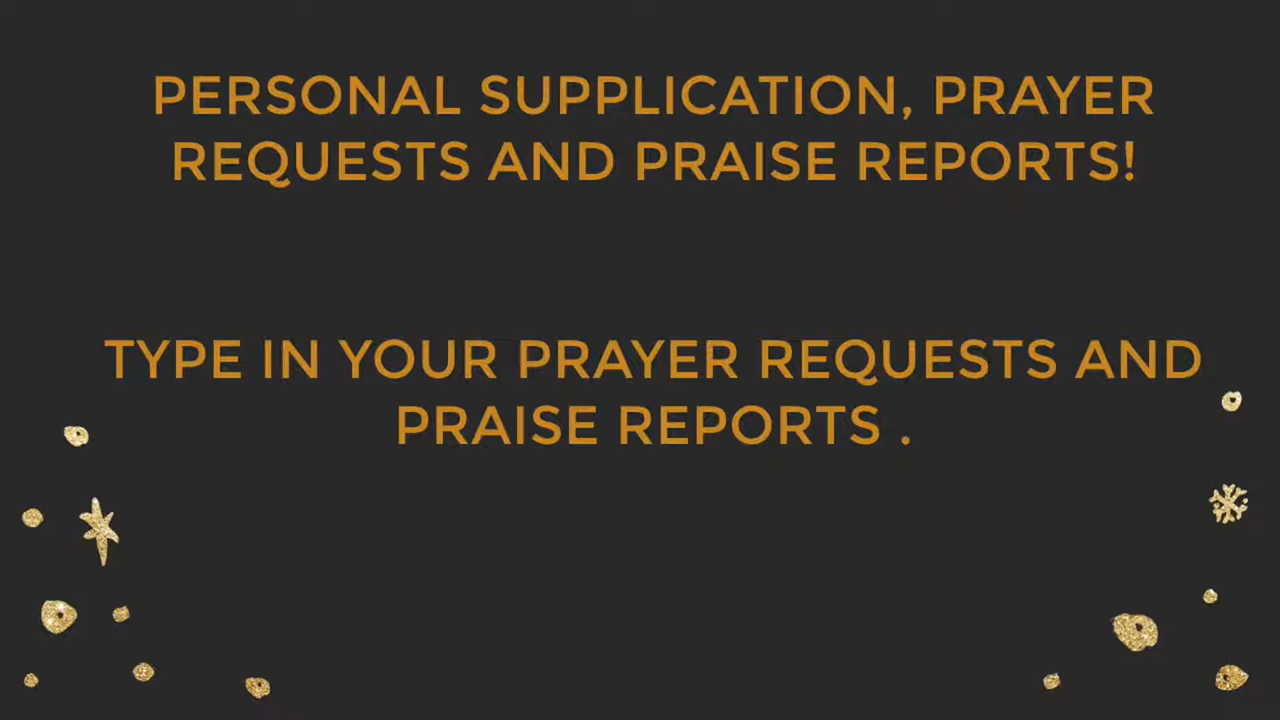 PERSONAL SUPPLICATION, PRAYER
REQUESTS AND PRAISE REPORTS!
TYPE IN YOUR PRAYER REQUESTS AND
PRAISE REPORTS .